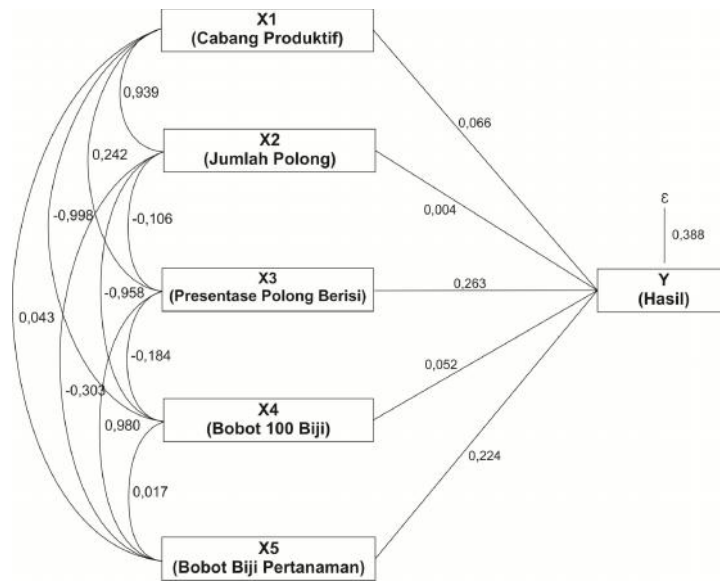 X1
(Cabang Produktif)
0,939
0,066
X2
(Jumlah Polong)
0,242
0,004
ε
-0,998
-0,106
0,388
X3
(Presentase Polong Berisi)
0,263
Y
(Hasil)
-0,958
0,043
-0,184
0,052
-0,303
X4
(Bobot 100 Biji)
0,980
0,224
0,017
X5
(Bobot Biji Pertanaman)